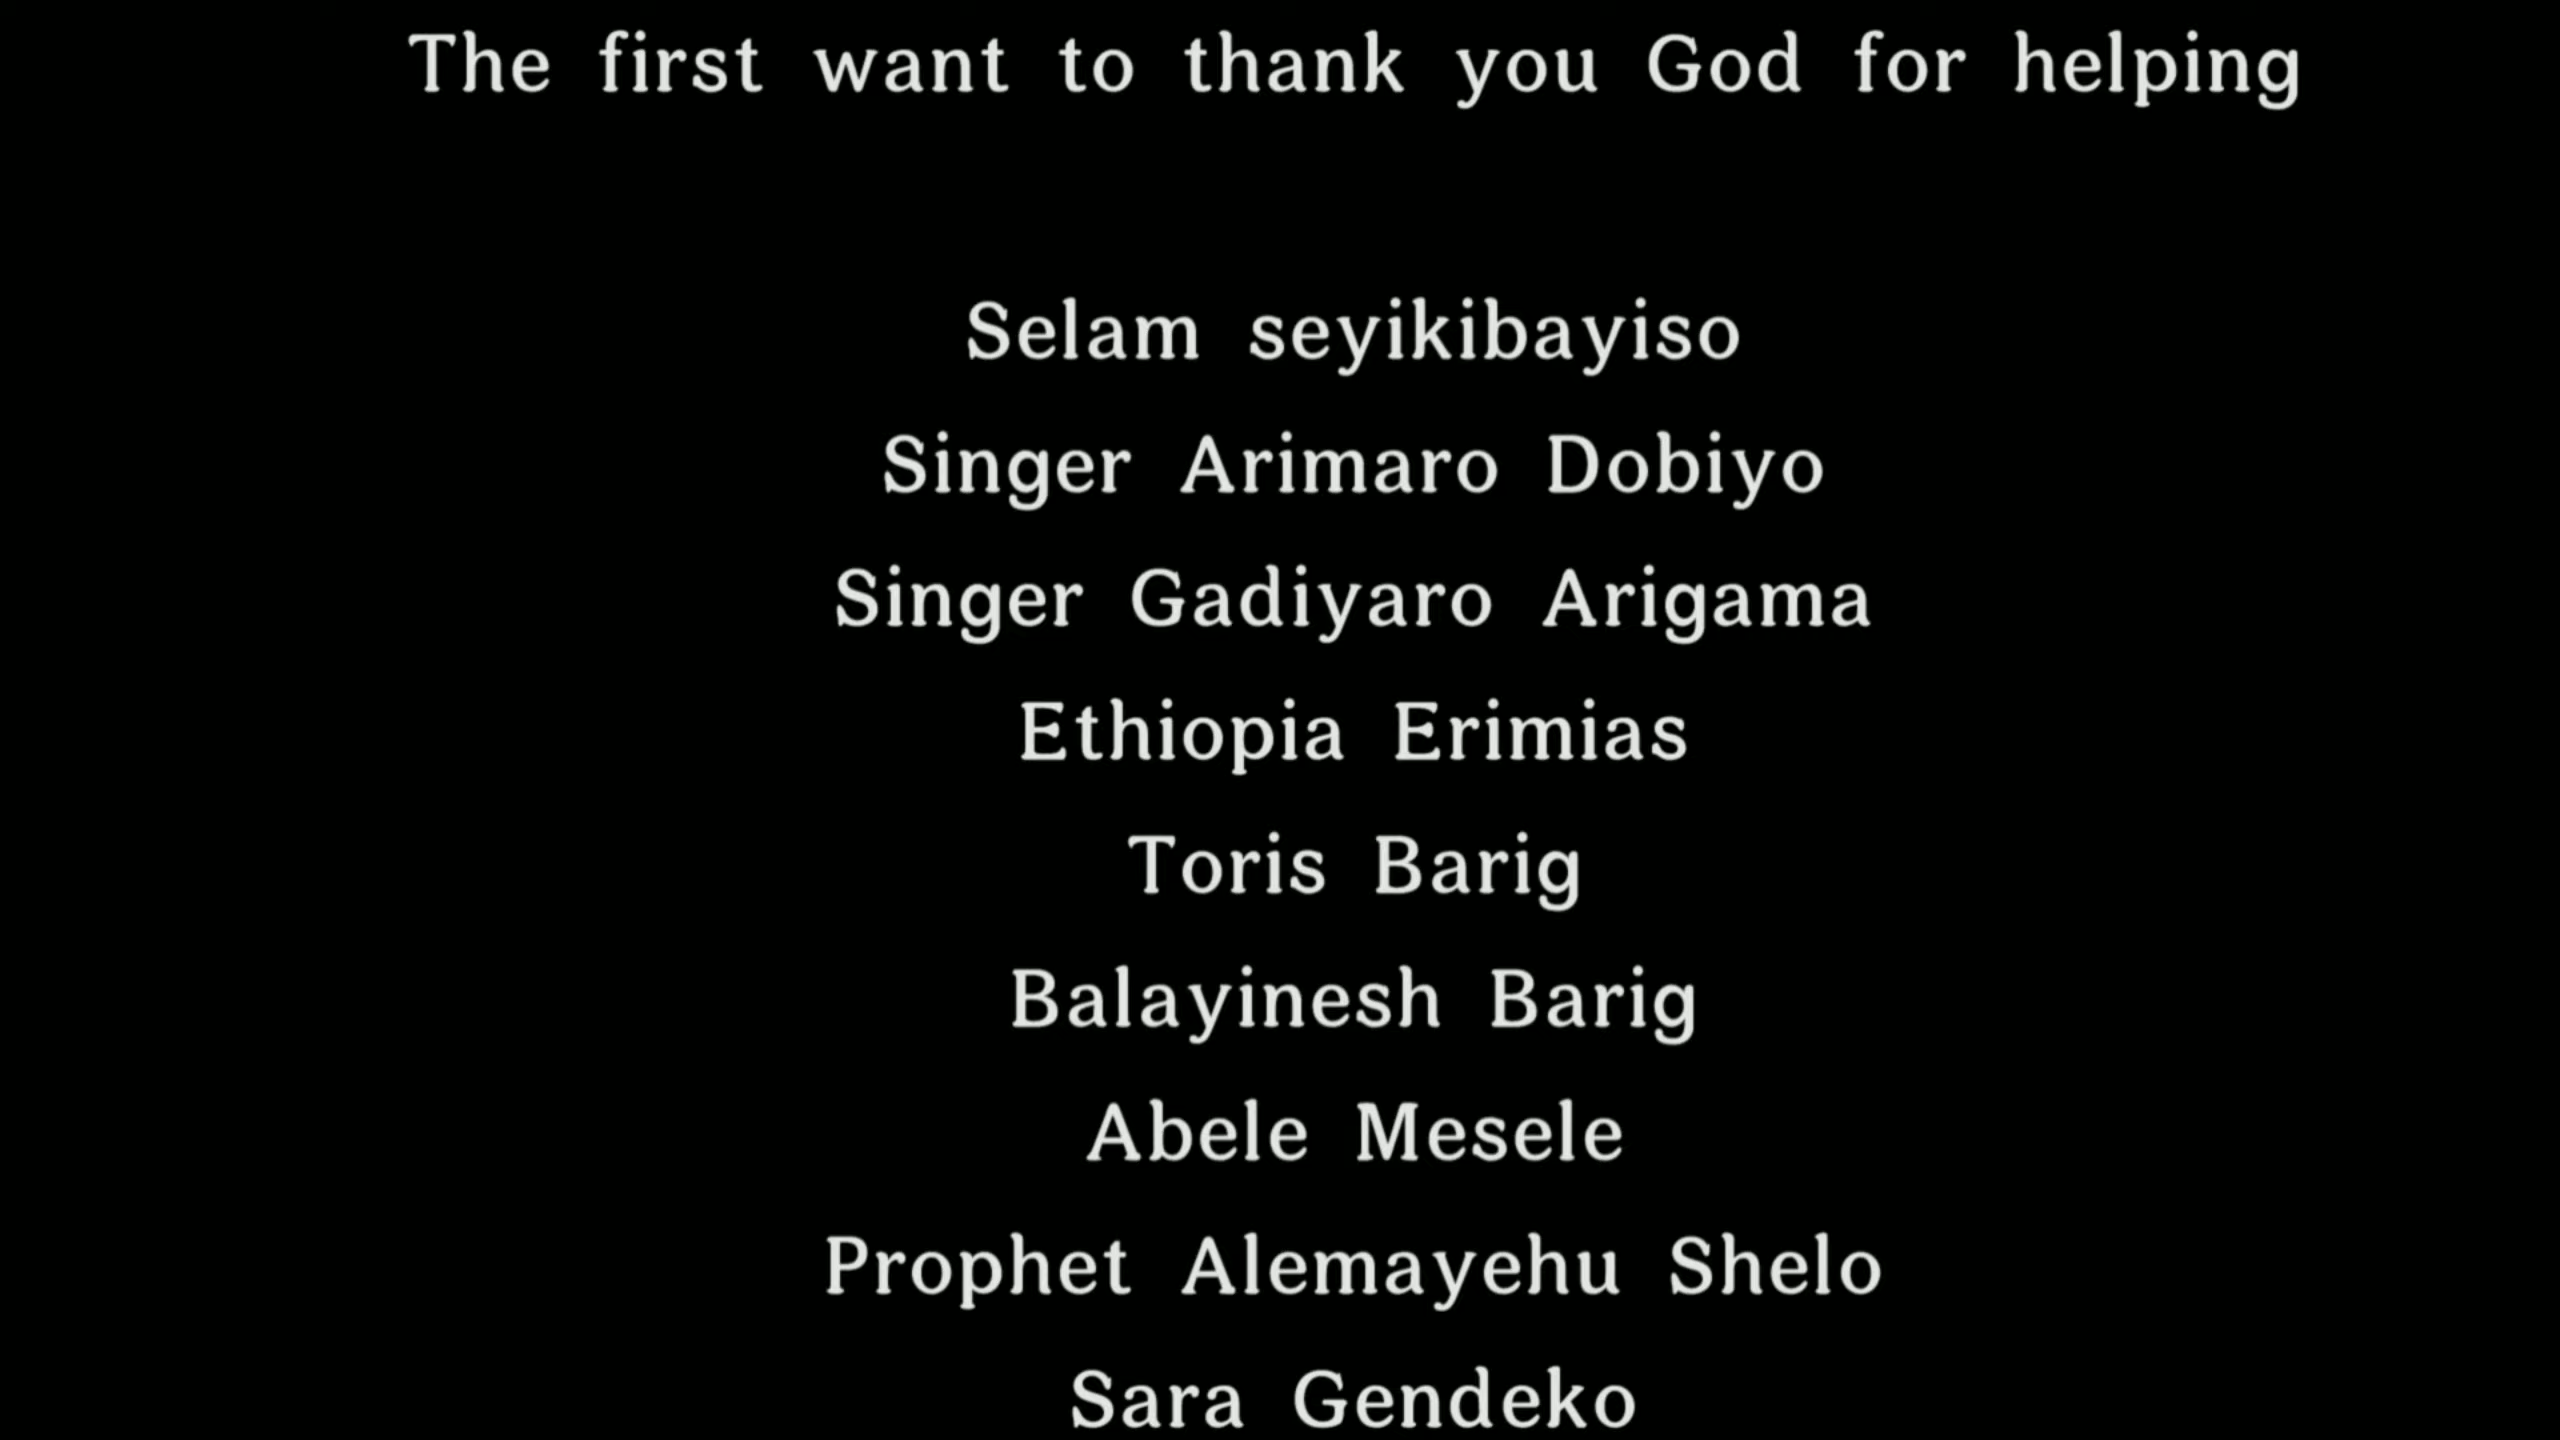 The first want to thank you God for helping
Selam seyikibayiso
Singer Arimaro Dobiyo
Singer Gadiyaro Arigama
Ethiopia Erimias
Toris Barig
Balayinesh Barig
Abele Mesele
Prophet Alemayehu Shelo
Sara Gendeko